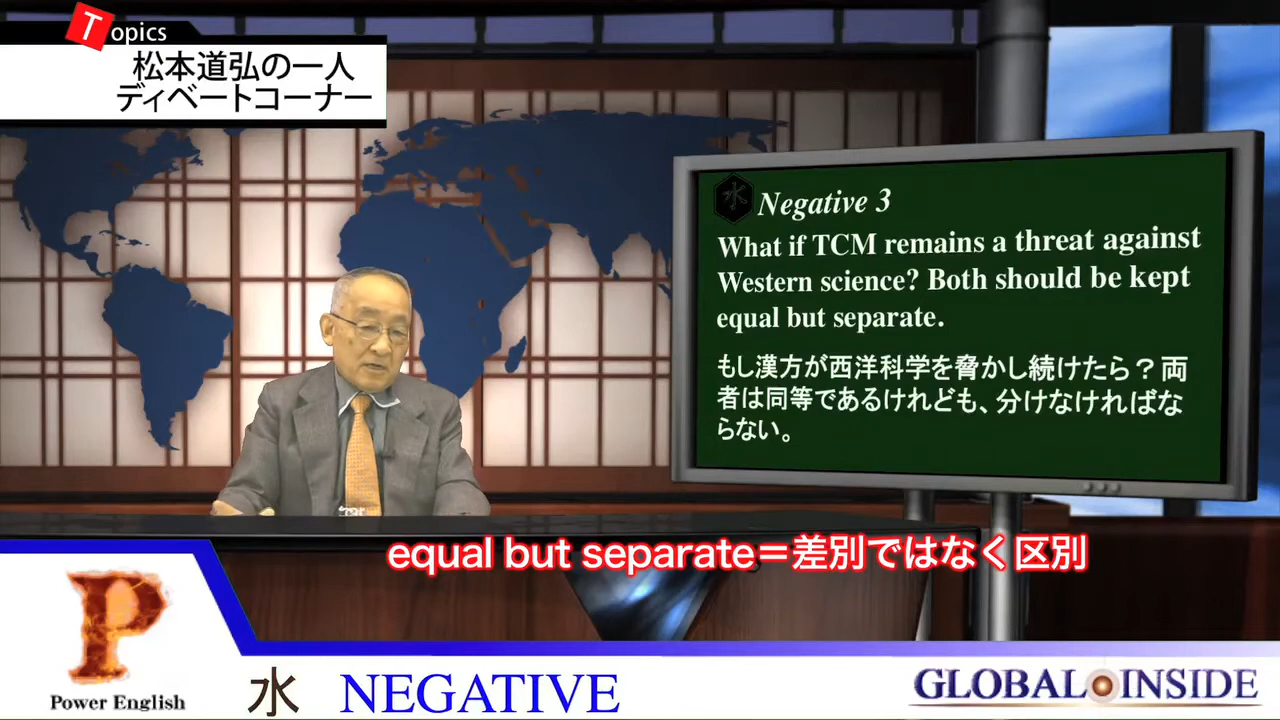 Topics
松本道弘の一人
ディベートコーナー
水 Negative 3
What if TCM remains a threat against
Western science? Both should be kept
equal but separate.
もし漢方が西洋科学を脅かし続けたら？両
者は同等であるけれども、分けなければな
らない。
equal but separate＝差別ではなく区別
P
Power English
水 NEGATIVE
GLOBAL INSIDE